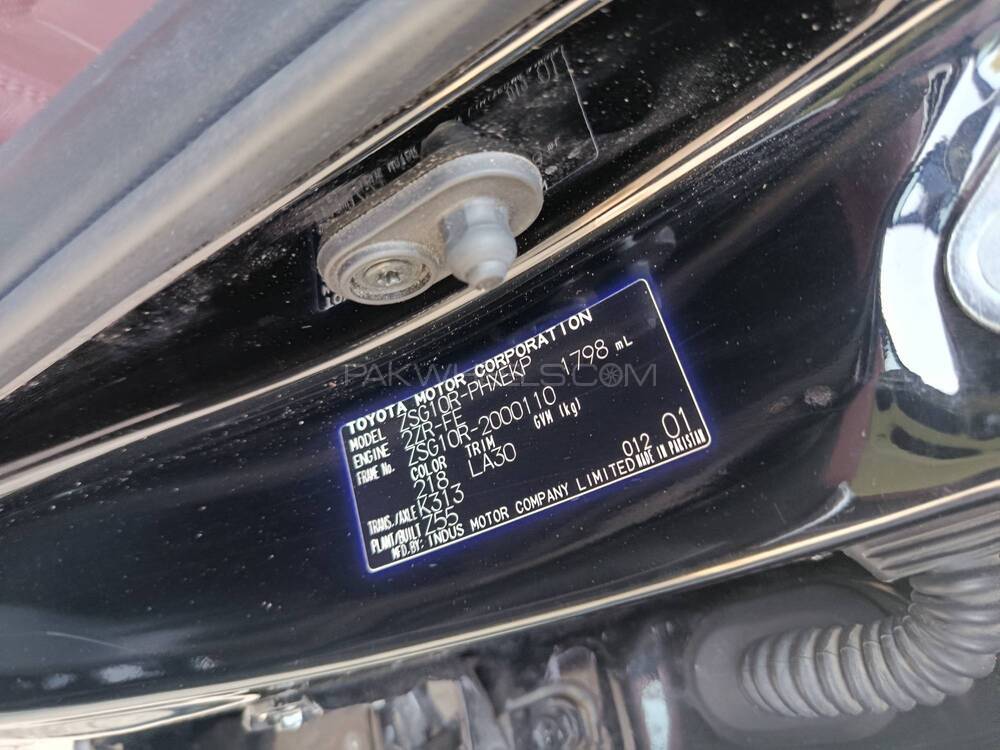 TOYOTA MOTOR CORPORATION
MODEL ZSG10R-PHXEKP
ENGINE 2ZR-FE 1798 mL
FRAME No. ZSG10R-2000110
COLOR TRIM GVM (kg)
218 LA30
TRANS./AXLE K313
PLANT/BUILT Z55 012 01
MFD.BY: INDUS MOTOR COMPANY LIMITED MADE IN PAKISTAN
PAKWHEELS.COM